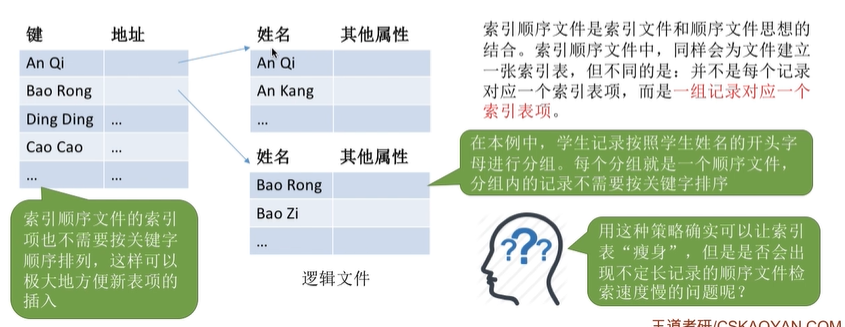 键 地址
An Qi
Bao Rong
Ding Ding …
Cao Cao …
… …
姓名 其他属性
An Qi
An Kang
…
姓名 其他属性
Bao Rong
Bao Zi
…
逻辑文件
索引顺序文件的索引
项也不需要按关键字
顺序排列，这样可以
极大地方便新表项的
插入
索引顺序文件是索引文件和顺序文件思想的
结合。索引顺序文件中，同样会为文件建立
一张索引表，但不同的是：并不是每个记录
对应一个索引表项，而是一组记录对应一个
索引表项。
在本例中，学生记录按照学生姓名的开头字
母进行分组。每个分组就是一个顺序文件，
分组内的记录不需要按关键字排序
???
用这种策略确实可以让索引
表“瘦身”，但是是否会出
现不定长记录的顺序文件检
索速度慢的问题呢？
王道考研/CSKAOYAN.COM